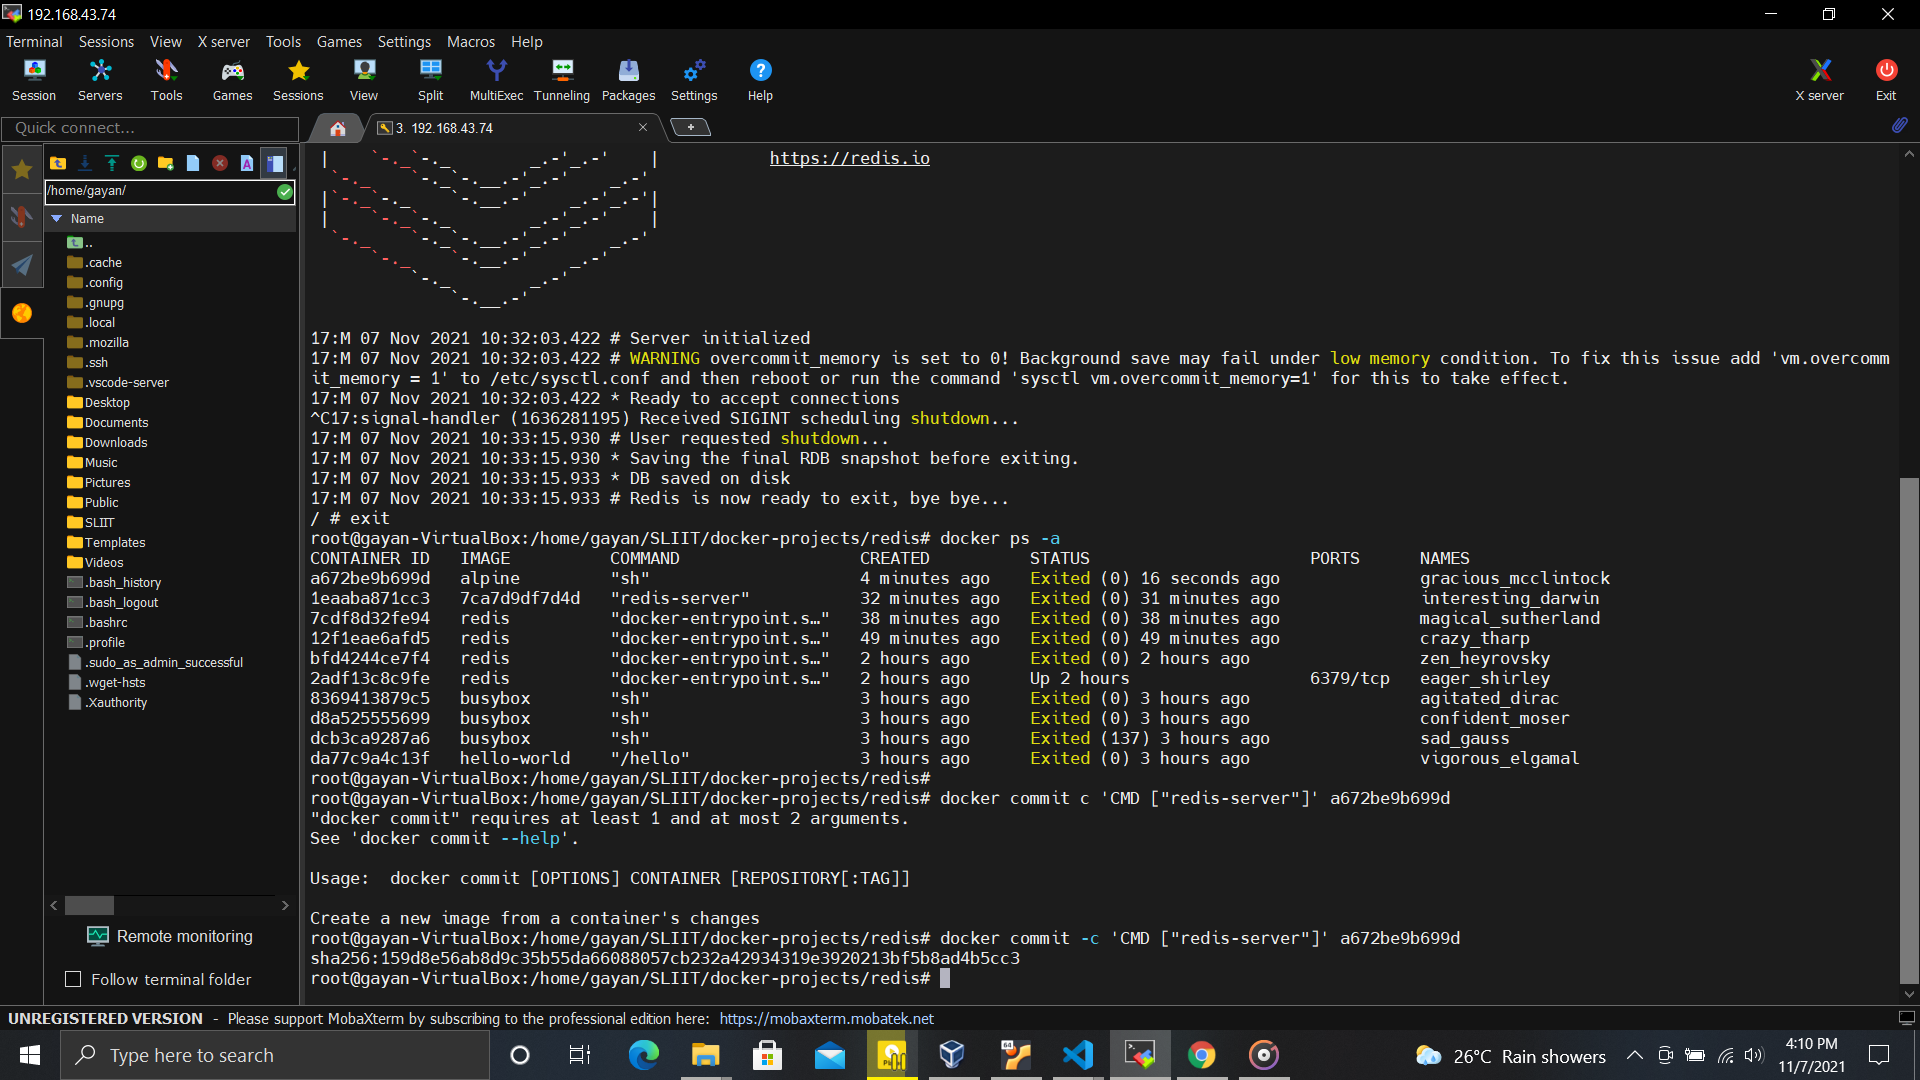 192.168.43.74
Terminal Sessions View X server Tools Games Settings Macros Help
Session Servers Tools Games Sessions View Split MultiExec Tunneling Packages Settings Help X server Exit
Quick connect...
3. 192.168.43.74
/home/gayan/
Name
..
.cache
.config
.gnupg
.local
.mozilla
.ssh
.vscode-server
Desktop
Documents
Downloads
Music
Pictures
Public
SLIIT
Templates
Videos
.bash_history
.bash_logout
.bashrc
.profile
.sudo_as_admin_successful
.wget-hsts
.Xauthority
Remote monitoring
Follow terminal folder
https://redis.io
17:M 07 Nov 2021 10:32:03.422 # Server initialized
17:M 07 Nov 2021 10:32:03.422 # WARNING overcommit_memory is set to 0! Background save may fail under low memory condition. To fix this issue add 'vm.overcomm
it_memory = 1' to /etc/sysctl.conf and then reboot or run the command 'sysctl vm.overcommit_memory=1' for this to take effect.
17:M 07 Nov 2021 10:32:03.422 * Ready to accept connections
^C17:signal-handler (1636281195) Received SIGINT scheduling shutdown...
17:M 07 Nov 2021 10:33:15.930 # User requested shutdown...
17:M 07 Nov 2021 10:33:15.930 * Saving the final RDB snapshot before exiting.
17:M 07 Nov 2021 10:33:15.933 * DB saved on disk
17:M 07 Nov 2021 10:33:15.933 # Redis is now ready to exit, bye bye...
/ # exit
root@gayan-VirtualBox:/home/gayan/SLIIT/docker-projects/redis# docker ps -a
CONTAINER ID   IMAGE          COMMAND                  CREATED          STATUS                      PORTS      NAMES
a672be9b699d   alpine         "sh"                     4 minutes ago    Exited (0) 16 seconds ago              gracious_mcclintock
1eaaba871cc3   7ca7d9df7d4d   "redis-server"           32 minutes ago   Exited (0) 31 minutes ago              interesting_darwin
7cdf8d32fe94   redis          "docker-entrypoint.s…"   38 minutes ago   Exited (0) 38 minutes ago              magical_sutherland
12f1eae6afd5   redis          "docker-entrypoint.s…"   49 minutes ago   Exited (0) 49 minutes ago              crazy_tharp
bfd4244ce7f4   redis          "docker-entrypoint.s…"   2 hours ago      Exited (0) 2 hours ago                 zen_heyrovsky
2adf13c8c9fe   redis          "docker-entrypoint.s…"   2 hours ago      Up 2 hours                  6379/tcp   eager_shirley
8369413879c5   busybox        "sh"                     3 hours ago      Exited (0) 3 hours ago                 agitated_dirac
d8a525555699   busybox        "sh"                     3 hours ago      Exited (0) 3 hours ago                 confident_moser
dcb3ca9287a6   busybox        "sh"                     3 hours ago      Exited (137) 3 hours ago               sad_gauss
da77c9a4c13f   hello-world    "/hello"                 3 hours ago      Exited (0) 3 hours ago                 vigorous_elgamal
root@gayan-VirtualBox:/home/gayan/SLIIT/docker-projects/redis#
root@gayan-VirtualBox:/home/gayan/SLIIT/docker-projects/redis# docker commit c 'CMD ["redis-server"]' a672be9b699d
"docker commit" requires at least 1 and at most 2 arguments.
See 'docker commit --help'.
Usage:  docker commit [OPTIONS] CONTAINER [REPOSITORY[:TAG]]
Create a new image from a container's changes
root@gayan-VirtualBox:/home/gayan/SLIIT/docker-projects/redis# docker commit -c 'CMD ["redis-server"]' a672be9b699d
sha256:159d8e56ab8d9c35b55da66088057cb232a42934319e3920213bf5b8ad4b5cc3
root@gayan-VirtualBox:/home/gayan/SLIIT/docker-projects/redis#
UNREGISTERED VERSION - Please support MobaXterm by subscribing to the professional edition here: https://mobaxterm.mobatek.net
Type here to search
26°C Rain showers
4:10 PM
11/7/2021